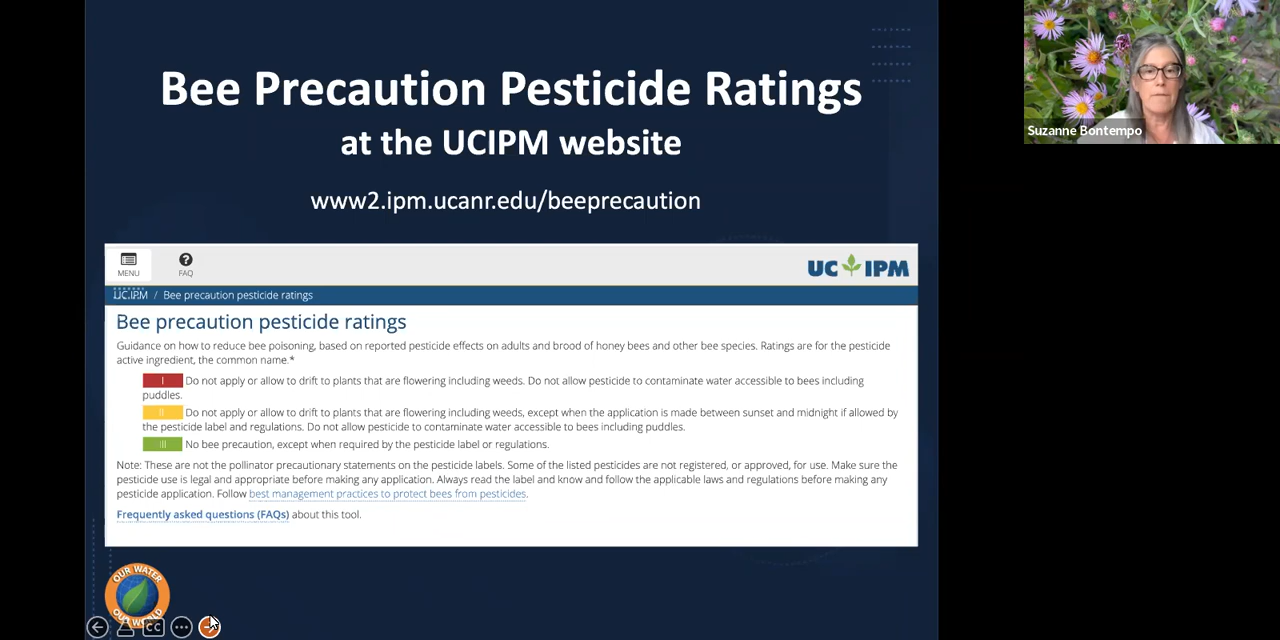 Bee Precaution Pesticide Ratings
at the UCIPM website
www2.ipm.ucanr.edu/beeprecaution
MENU
FAQ
UC IPM
UC IPM / Bee precaution pesticide ratings
Bee precaution pesticide ratings
Guidance on how to reduce bee poisoning, based on reported pesticide effects on adults and brood of honey bees and other bee species. Ratings are for the pesticide
active ingredient, the common name.*
I Do not apply or allow to drift to plants that are flowering including weeds. Do not allow pesticide to contaminate water accessible to bees including
puddles.
II Do not apply or allow to drift to plants that are flowering including weeds, except when the application is made between sunset and midnight if allowed by
the pesticide label and regulations. Do not allow pesticide to contaminate water accessible to bees including puddles.
III No bee precaution, except when required by the pesticide label or regulations.
Note: These are not the pollinator precautionary statements on the pesticide labels. Some of the listed pesticides are not registered, or approved, for use. Make sure the
pesticide use is legal and appropriate before making any application. Always read the label and know and follow the applicable laws and regulations before making any
pesticide application. Follow best management practices to protect bees from pesticides.
Frequently asked questions (FAQs) about this tool.
OUR WATER
OUR WORLD
CC
Suzanne Bontempo